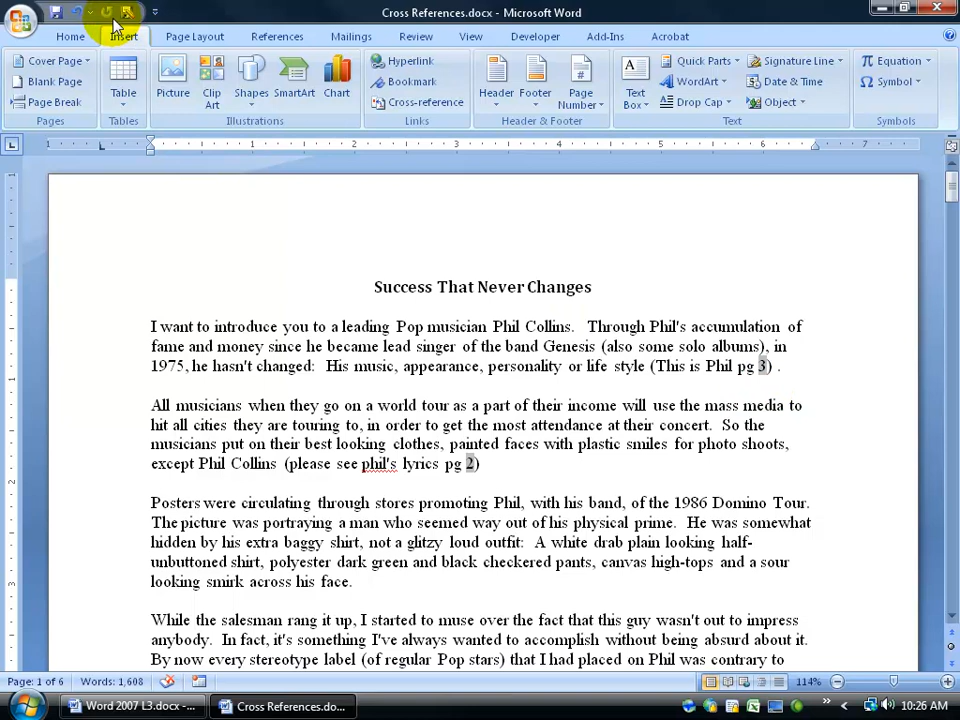 Cross References.docx - Microsoft Word
Home Insert Page Layout References Mailings Review View Developer Add-Ins Acrobat
Cover Page
Blank Page
Page Break
Pages
Table
Tables
Picture
Clip
Art
Shapes
SmartArt
Chart
Illustrations
Hyperlink
Bookmark
Cross-reference
Links
Header
Footer
Page
Number
#
Header & Footer
A
Text
Box
Quick Parts
WordArt
Drop Cap
Signature Line
Date & Time
Object
Text
π Equation
Ω Symbol
Symbols
1 1 2 3 4 5 6 7
1
1
2
3
Success That Never Changes
I want to introduce you to a leading Pop musician Phil Collins. Through Phil's accumulation of
fame and money since he became lead singer of the band Genesis (also some solo albums), in
1975, he hasn't changed: His music, appearance, personality or life style (This is Phil pg 3) .
All musicians when they go on a world tour as a part of their income will use the mass media to
hit all cities they are touring to, in order to get the most attendance at their concert. So the
musicians put on their best looking clothes, painted faces with plastic smiles for photo shoots,
except Phil Collins (please see phil's lyrics pg 2)
Posters were circulating through stores promoting Phil, with his band, of the 1986 Domino Tour.
The picture was portraying a man who seemed way out of his physical prime. He was somewhat
hidden by his extra baggy shirt, not a glitzy loud outfit: A white drab plain looking half-
unbuttoned shirt, polyester dark green and black checkered pants, canvas high-tops and a sour
looking smirk across his face.
While the salesman rang it up, I started to muse over the fact that this guy wasn't out to impress
anybody. In fact, it's something I've always wanted to accomplish without being absurd about it.
By now every stereotype label (of regular Pop stars) that I had placed on Phil was contrary to
Page: 1 of 6 Words: 1,608 114%
Word 2007 L3.docx -... Cross References.do... 10:26 AM